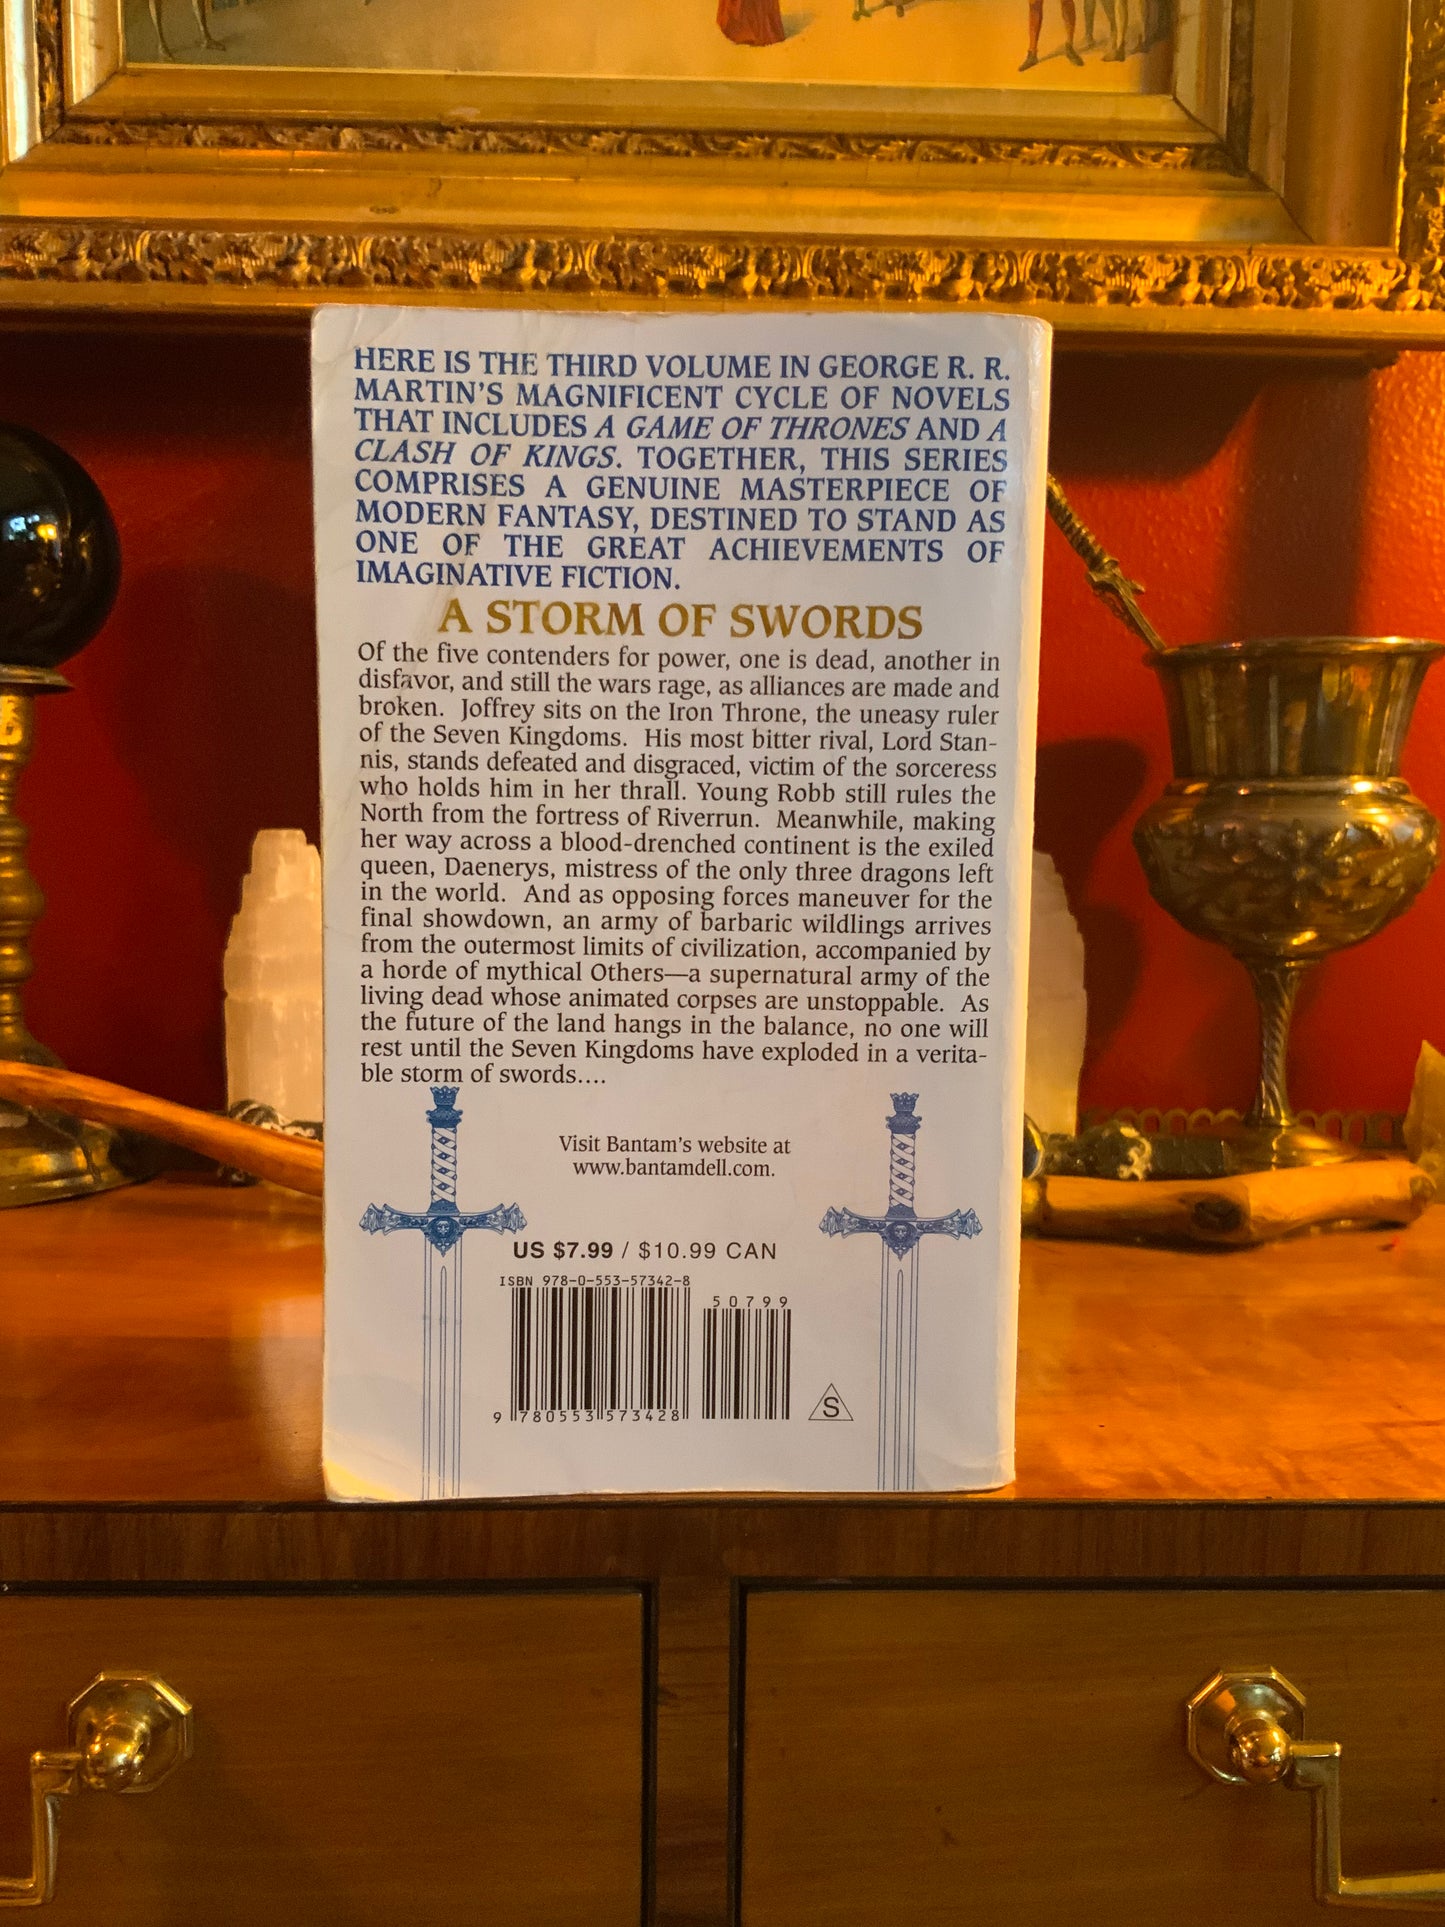 HERE IS THE THIRD VOLUME IN GEORGE R. R.
MARTIN'S MAGNIFICENT CYCLE OF NOVELS
THAT INCLUDES A GAME OF THRONES AND A
CLASH OF KINGS. TOGETHER, THIS SERIES
COMPRISES A GENUINE MASTERPIECE OF
MODERN FANTASY, DESTINED TO STAND AS
ONE OF THE GREAT ACHIEVEMENTS OF
IMAGINATIVE FICTION.
A STORM OF SWORDS
Of the five contenders for power, one is dead, another in
disfavor, and still the wars rage, as alliances are made and
broken. Joffrey sits on the Iron Throne, the uneasy ruler
of the Seven Kingdoms. His most bitter rival, Lord Stan-
nis, stands defeated and disgraced, victim of the sorceress
who holds him in her thrall. Young Robb still rules the
North from the fortress of Riverrun. Meanwhile, making
her way across a blood-drenched continent is the exiled
queen, Daenerys, mistress of the only three dragons left
in the world. And as opposing forces maneuver for the
final showdown, an army of barbaric wildlings arrives
from the outermost limits of civilization, accompanied by
a horde of mythical Others—a supernatural army of the
living dead whose animated corpses are unstoppable. As
the future of the land hangs in the balance, no one will
rest until the Seven Kingdoms have exploded in a verita-
ble storm of swords....
Visit Bantam's website at
www.bantamdell.com.
US $7.99 / $10.99 CAN
ISBN 978-0-553-57342-8
50799
9 780553 573428
S